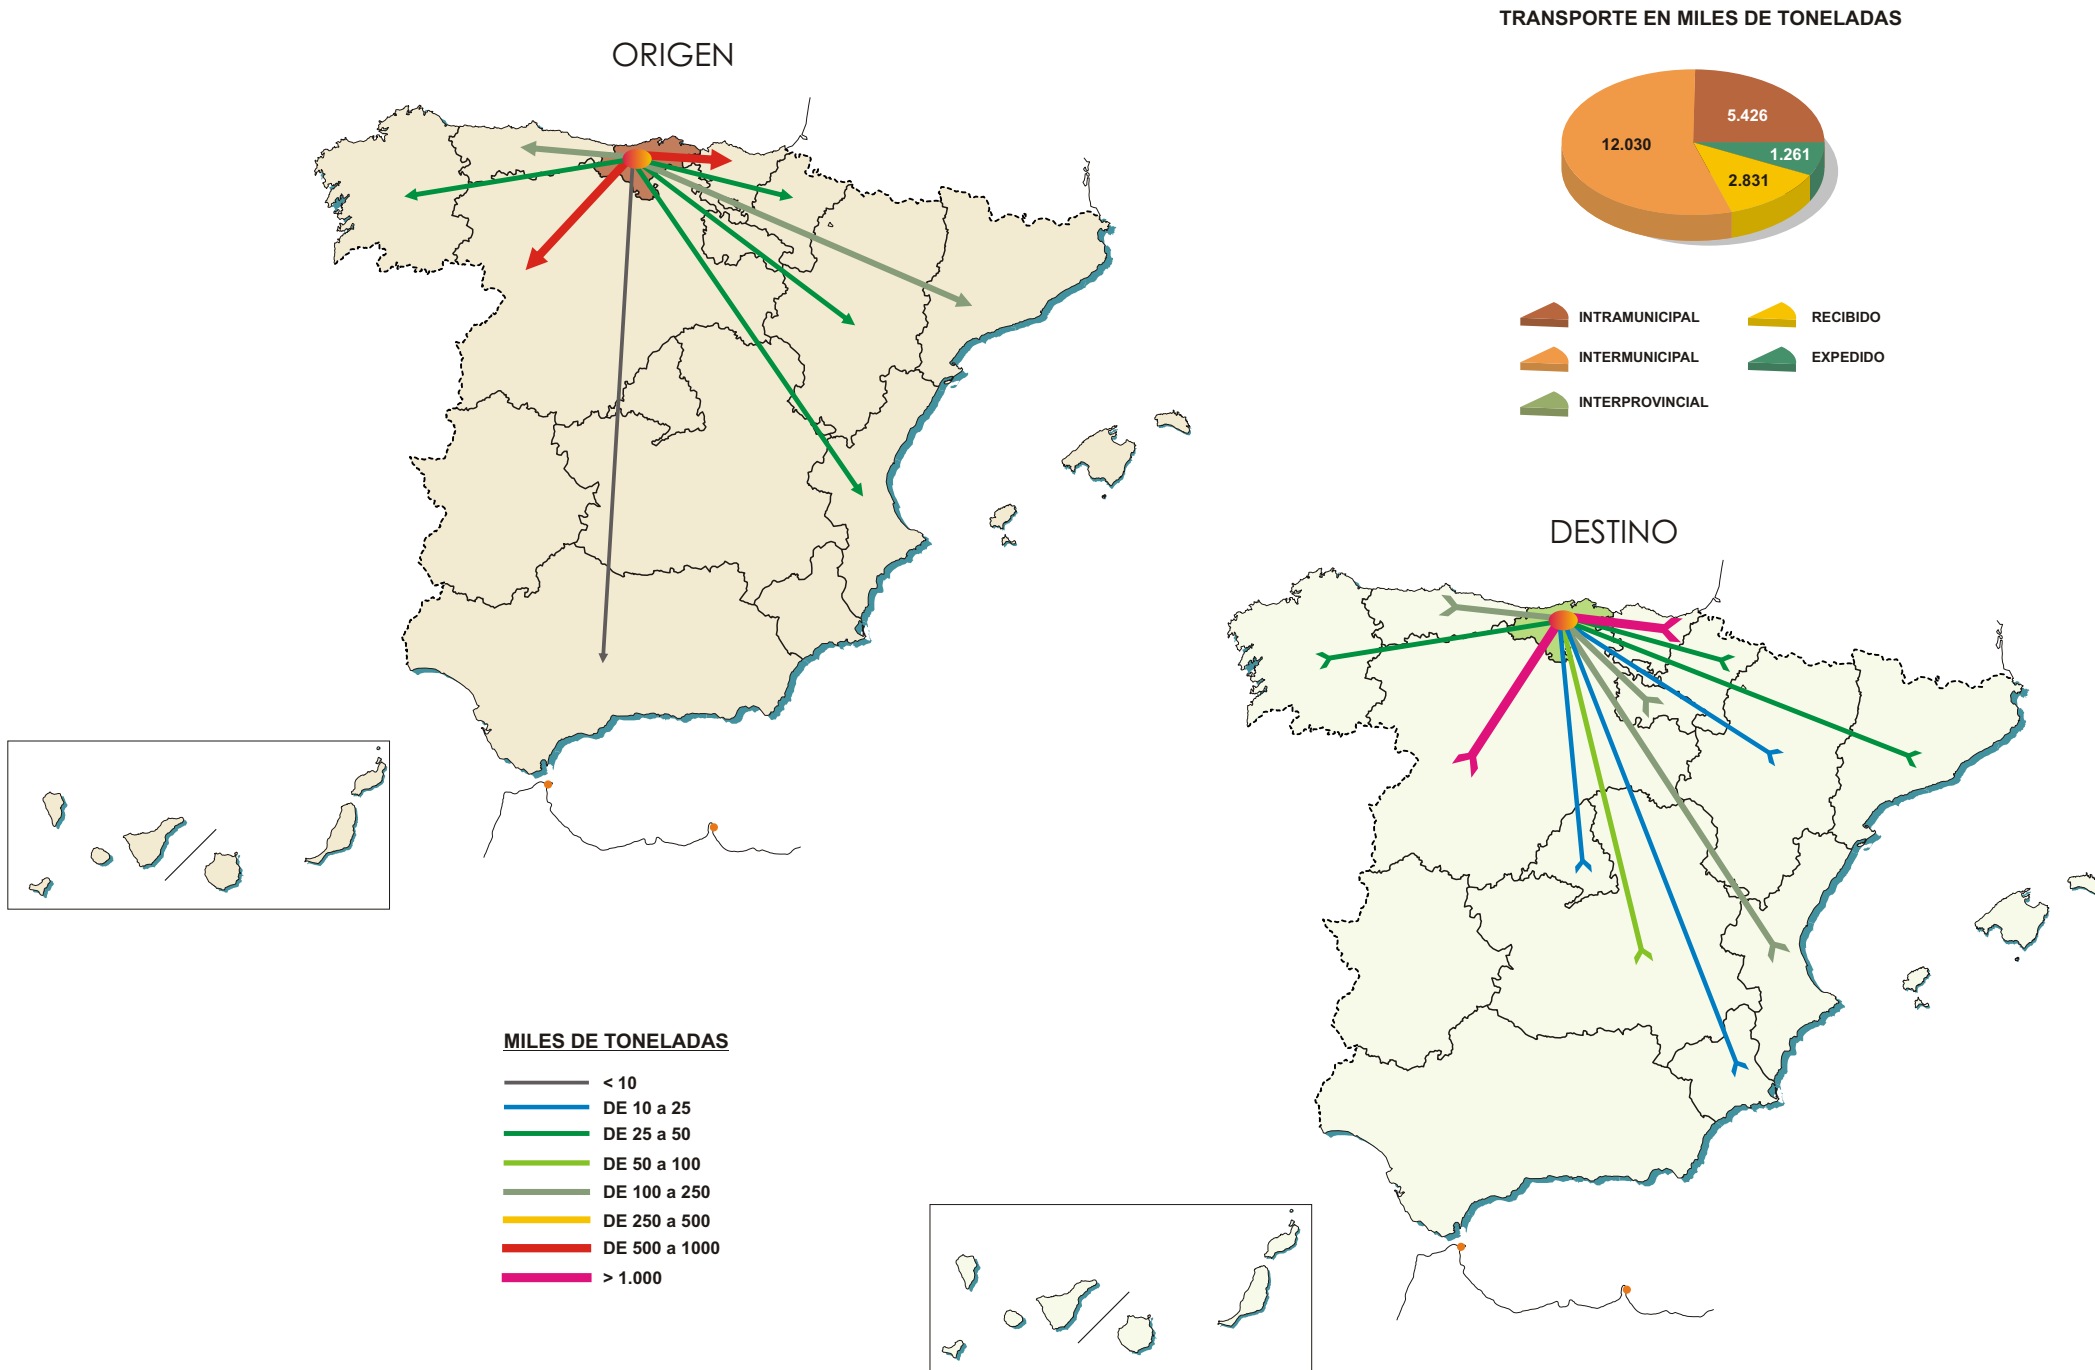 TRANSPORTE EN MILES DE TONELADAS
ORIGEN
5.426
12.030
1.261
2.831
INTRAMUNICIPAL
RECIBIDO
INTERMUNICIPAL
EXPEDIDO
INTERPROVINCIAL
DESTINO
MILES DE TONELADAS
< 10
DE 10 a 25
DE 25 a 50
DE 50 a 100
DE 100 a 250
DE 250 a 500
DE 500 a 1000
> 1.000